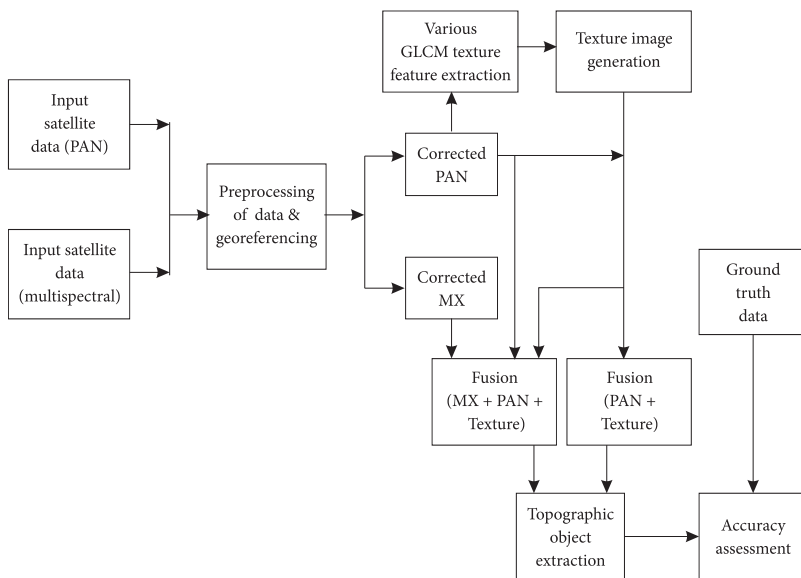 Input
satellite
data (PAN)
Input satellite
data
(multispectral)
Preprocessing
of data &
georeferencing
Various
GLCM texture
feature extraction
Texture image
generation
Corrected
PAN
Corrected
MX
Fusion
(MX + PAN +
Texture)
Fusion
(PAN +
Texture)
Ground
truth
data
Topographic
object
extraction
Accuracy
assessment